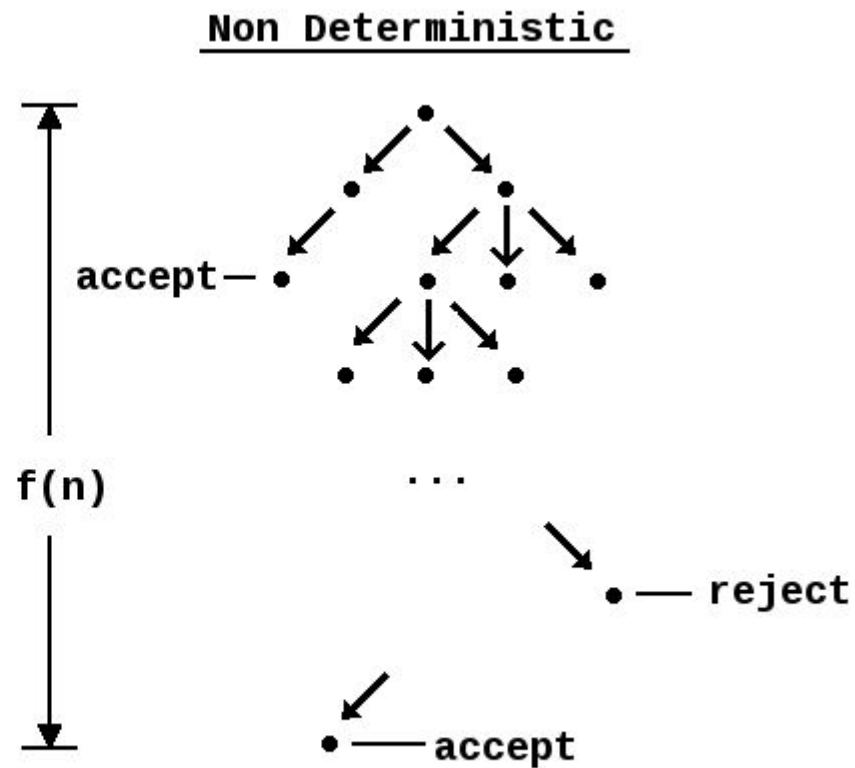 Non Deterministic
accept
f(n)
...
reject
accept